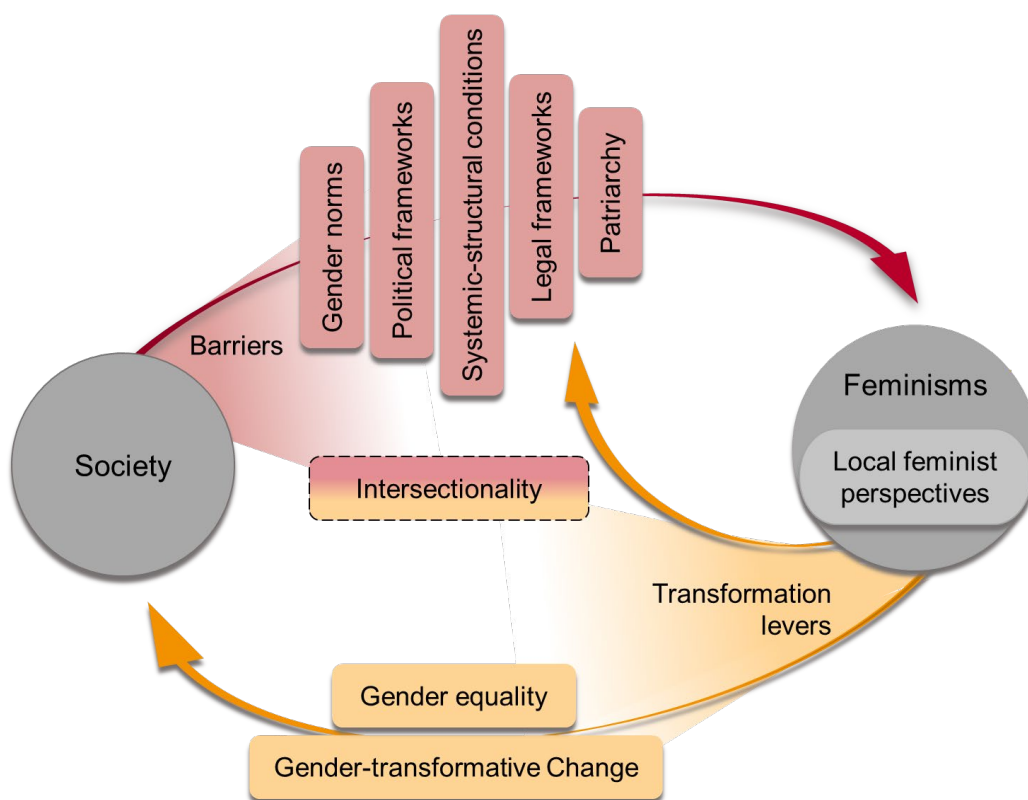 Gender norms
Political frameworks
Systemic-structural conditions
Legal frameworks
Patriarchy
Barriers
Society
Feminisms
Local feminist
perspectives
Intersectionality
Transformation
levers
Gender equality
Gender-transformative Change